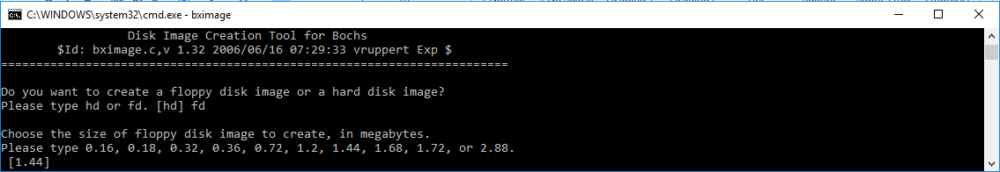 C:\WINDOWS\system32\cmd.exe - bximage
Disk Image Creation Tool for Bochs
$Id: bximage.c,v 1.32 2006/06/16 07:29:33 vruppert Exp $
========================================================================
Do you want to create a floppy disk image or a hard disk image?
Please type hd or fd. [hd] fd
Choose the size of floppy disk image to create, in megabytes.
Please type 0.16, 0.18, 0.32, 0.36, 0.72, 1.2, 1.44, 1.68, 1.72, or 2.88.
[1.44]